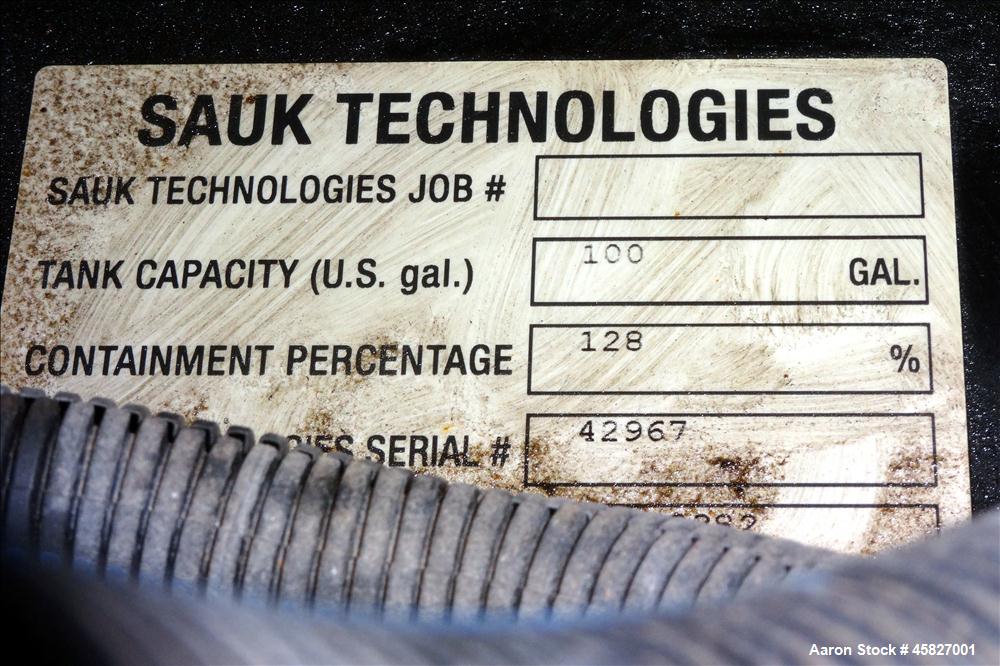 SAUK TECHNOLOGIES
SAUK TECHNOLOGIES JOB #
TANK CAPACITY (U.S. gal.) 100 GAL.
CONTAINMENT PERCENTAGE 128 %
SERIAL # 42967
Aaron Stock # 45827001